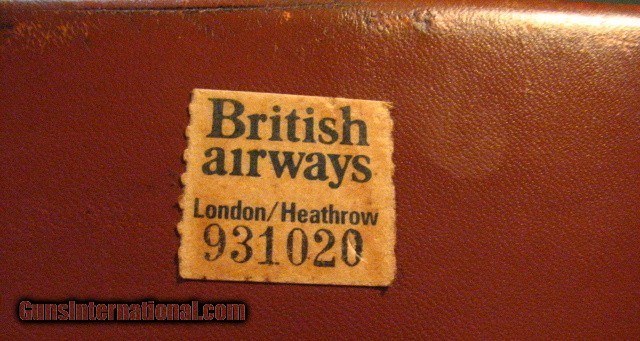 British
airways
London/Heathrow
931020
GunsInternational.com